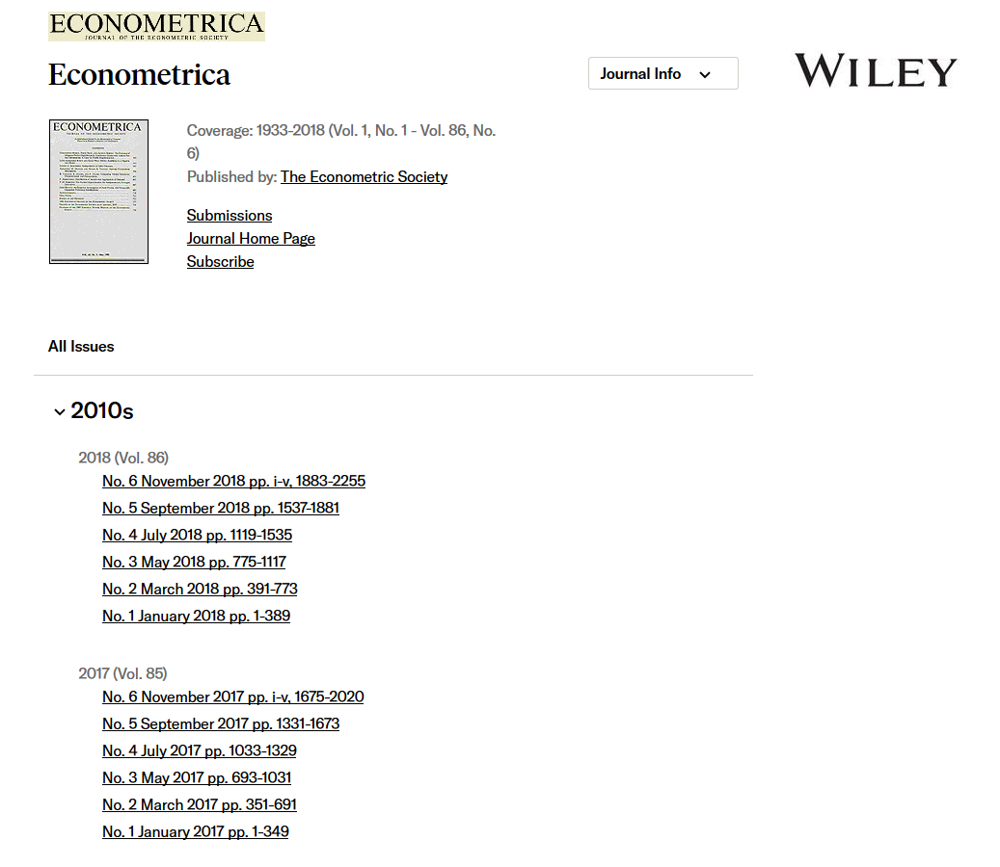 ECONOMETRICA
JOURNAL OF THE ECONOMETRIC SOCIETY
Econometrica
Journal Info
WILEY
ECONOMETRICA
Coverage: 1933-2018 (Vol. 1, No. 1 - Vol. 86, No.
6)
Published by: The Econometric Society
Submissions
Journal Home Page
Subscribe
All Issues
2010s
2018 (Vol. 86)
No. 6 November 2018 pp. i-v, 1883-2255
No. 5 September 2018 pp. 1537-1881
No. 4 July 2018 pp. 1119-1535
No. 3 May 2018 pp. 775-1117
No. 2 March 2018 pp. 391-773
No. 1 January 2018 pp. 1-389
2017 (Vol. 85)
No. 6 November 2017 pp. i-v, 1675-2020
No. 5 September 2017 pp. 1331-1673
No. 4 July 2017 pp. 1033-1329
No. 3 May 2017 pp. 693-1031
No. 2 March 2017 pp. 351-691
No. 1 January 2017 pp. 1-349